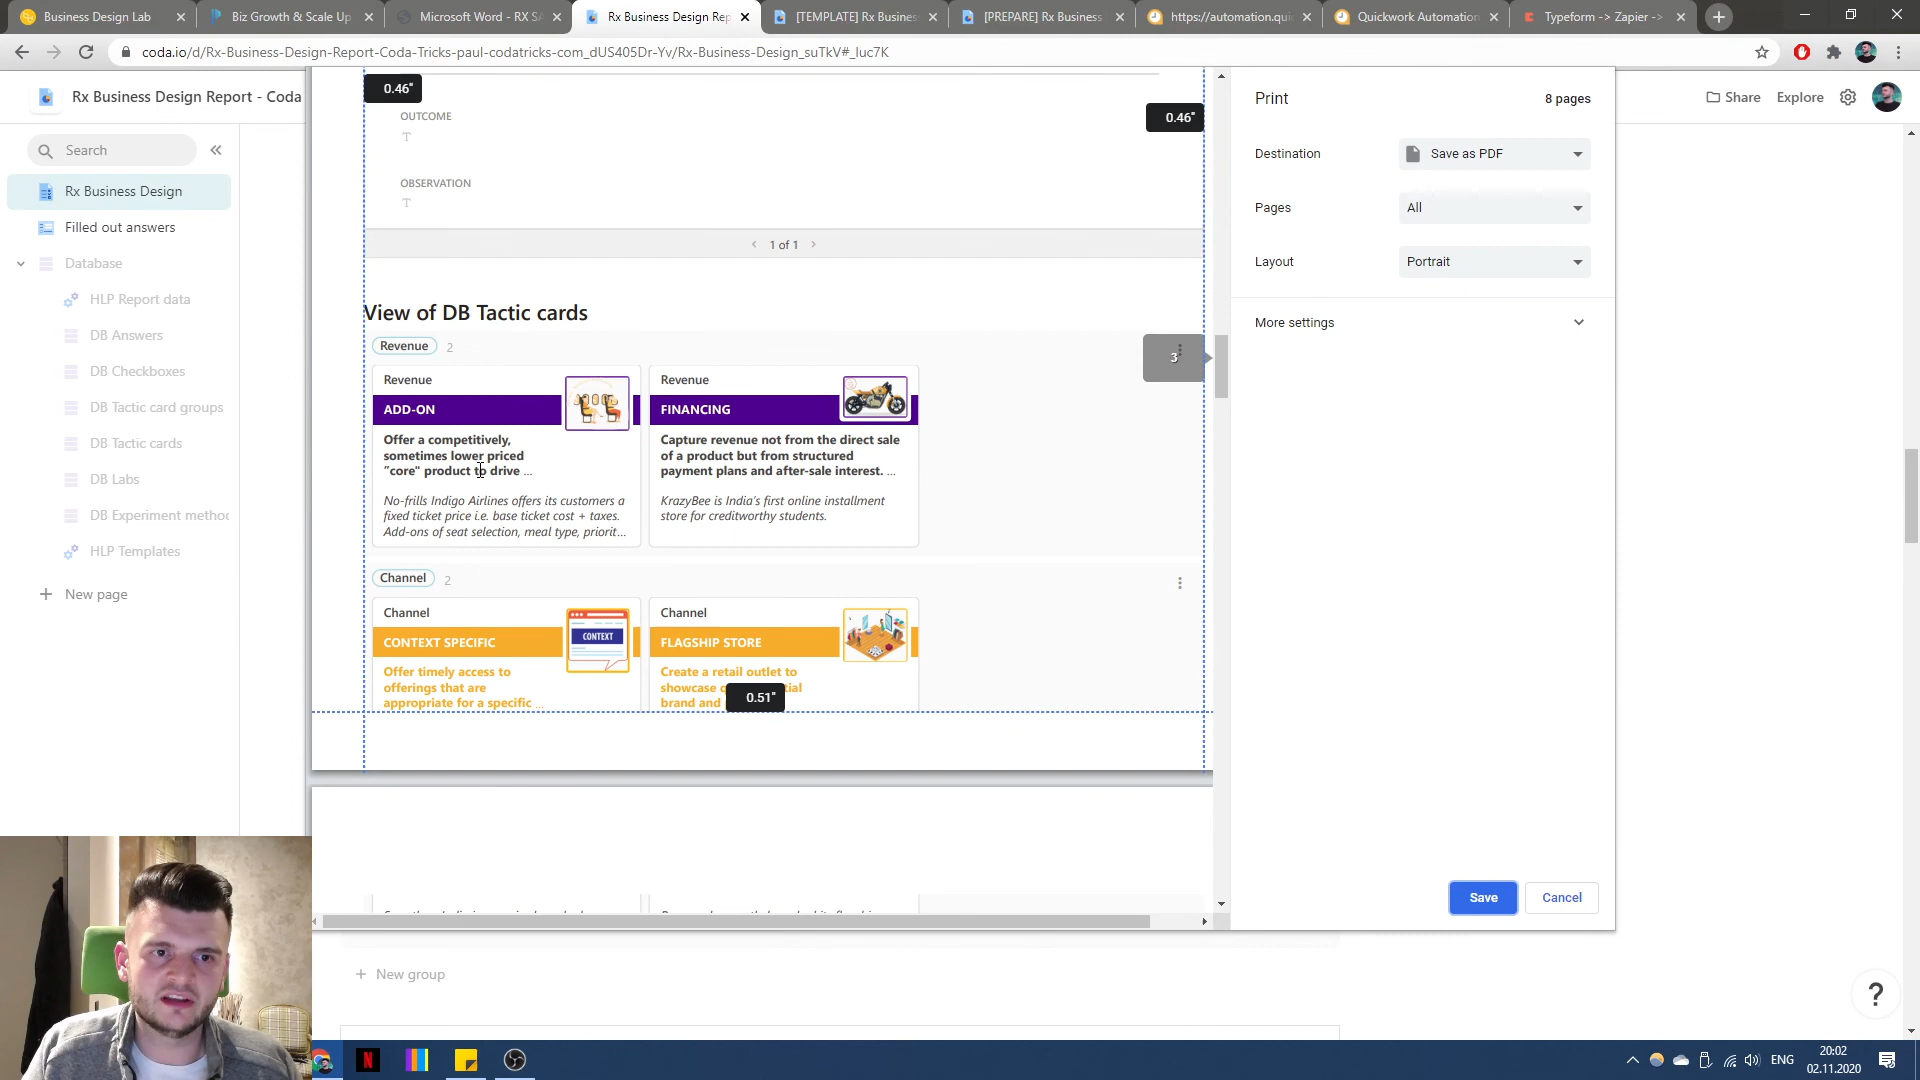 Business Design Lab
Biz Growth & Scale Up
Microsoft Word - RX SA
Rx Business Design Rep
[TEMPLATE] Rx Busines
[PREPARE] Rx Business
https://automation.qui
Quickwork Automation
Typeform -> Zapier ->
coda.io/d/Rx-Business-Design-Report-Coda-Tricks-paul-codatricks-com_dUS405Dr-Yv/Rx-Business-Design_suTkV#_luc7K
Rx Business Design Report - Coda
Share
Explore
Search
Rx Business Design
Filled out answers
Database
HLP Report data
DB Answers
DB Checkboxes
DB Tactic card groups
DB Tactic cards
DB Labs
DB Experiment metho
HLP Templates
New page
0.46"
0.46"
OUTCOME
OBSERVATION
1 of 1
View of DB Tactic cards
Revenue 2
3
Revenue
ADD-ON
Offer a competitively,
sometimes lower priced
"core" product to drive ...
No-frills Indigo Airlines offers its customers a
fixed ticket price i.e. base ticket cost + taxes.
Add-ons of seat selection, meal type, priorit...
Revenue
FINANCING
Capture revenue not from the direct sale
of a product but from structured
payment plans and after-sale interest. ...
KrazyBee is India's first online installment
store for creditworthy students.
Channel 2
Channel
CONTEXT SPECIFIC
CONTEXT
Offer timely access to
offerings that are
appropriate for a specific ...
Channel
FLAGSHIP STORE
Create a retail outlet to
showcase
brand and
0.51"
Print
8 pages
Destination
Save as PDF
Pages
All
Layout
Portrait
More settings
Save
Cancel
New group
?
ENG
20:02
02.11.2020